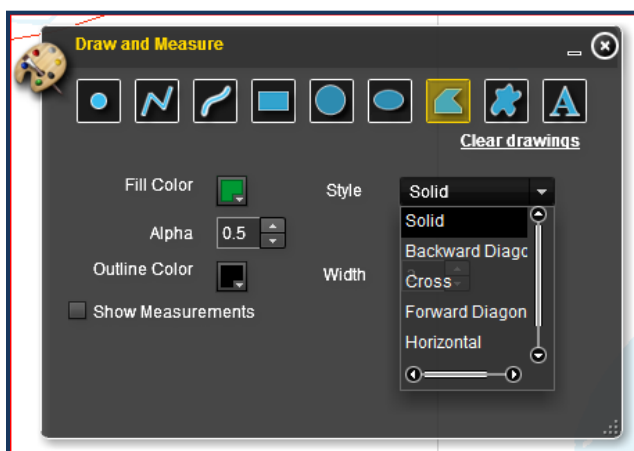 Draw and Measure
A
Clear drawings
Fill Color Style Solid
Solid
Alpha 0.5
Backward Diago
Outline Color Width
Cross
Show Measurements Forward Diagon
Horizontal